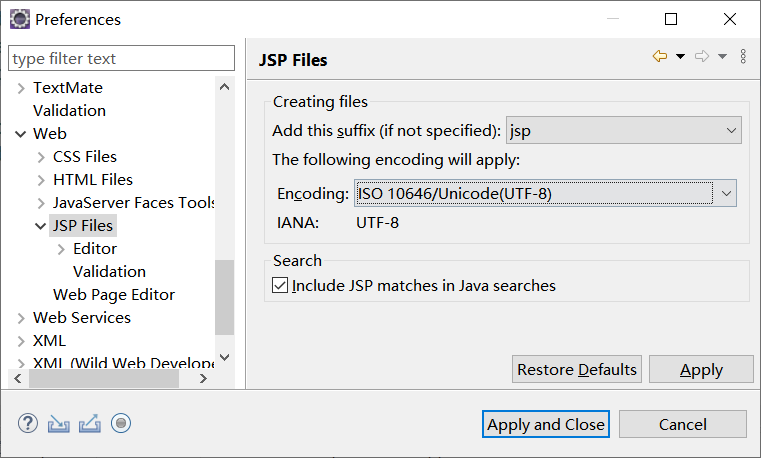 Preferences
type filter text
TextMate
Validation
Web
CSS Files
HTML Files
JavaServer Faces Tools
JSP Files
Editor
Validation
Web Page Editor
Web Services
XML
XML (Wild Web Develope
JSP Files
Creating files
Add this suffix (if not specified): jsp
The following encoding will apply:
Encoding: ISO 10646/Unicode(UTF-8)
IANA: UTF-8
Search
Include JSP matches in Java searches
Restore Defaults Apply
Apply and Close Cancel